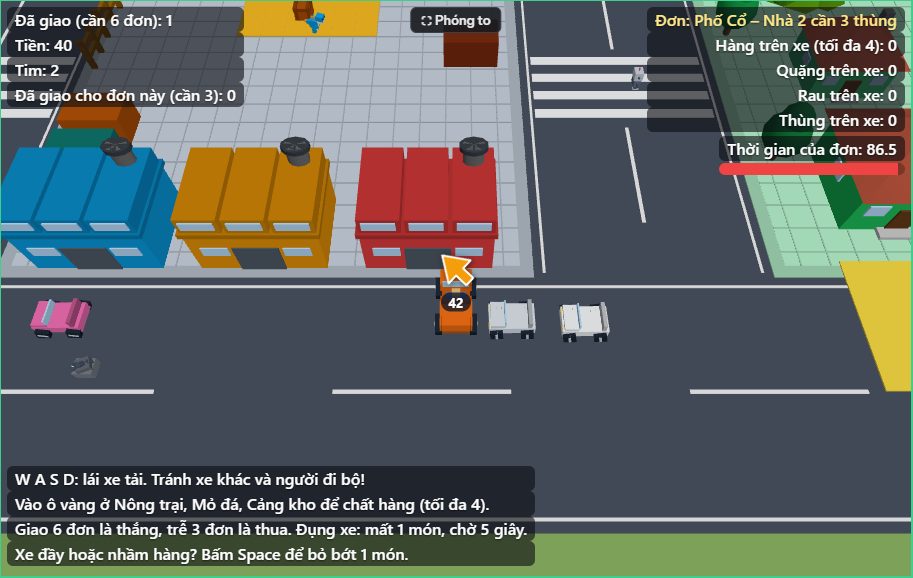 Đã giao (cần 6 đơn): 1
Tiền: 40
Tim: 2
Đã giao cho đơn này (cần 3): 0
Phóng to
Đơn: Phố Cổ – Nhà 2 cần 3 thùng
Hàng trên xe (tối đa 4): 0
Quặng trên xe: 0
Rau trên xe: 0
Thùng trên xe: 0
Thời gian của đơn: 86.5
42
W A S D: lái xe tải. Tránh xe khác và người đi bộ!
Vào ô vàng ở Nông trại, Mỏ đá, Cảng kho để chất hàng (tối đa 4).
Giao 6 đơn là thắng, trễ 3 đơn là thua. Đụng xe: mất 1 món, chờ 5 giây.
Xe đầy hoặc nhầm hàng? Bấm Space để bỏ bớt 1 món.